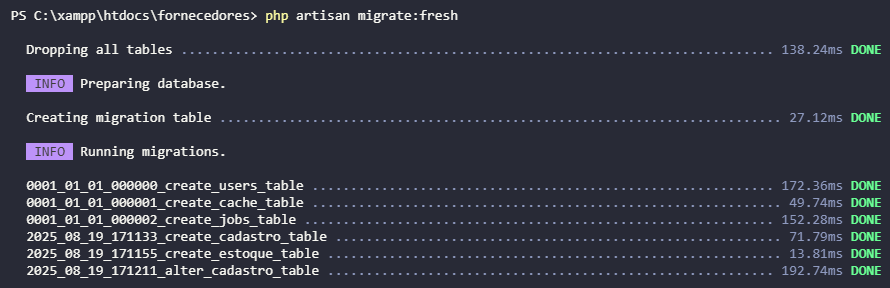 PS C:\xampp\htdocs\fornecedores> php artisan migrate:fresh
Dropping all tables ............................................................................. 138.24ms DONE
INFO Preparing database.
Creating migration table ......................................................................... 27.12ms DONE
INFO Running migrations.
0001_01_01_000000_create_users_table ............................................................ 172.36ms DONE
0001_01_01_000001_create_cache_table ............................................................. 49.74ms DONE
0001_01_01_000002_create_jobs_table ............................................................. 152.28ms DONE
2025_08_19_171133_create_cadastro_table .......................................................... 71.79ms DONE
2025_08_19_171155_create_estoque_table ........................................................... 13.81ms DONE
2025_08_19_171211_alter_cadastro_table .......................................................... 192.74ms DONE